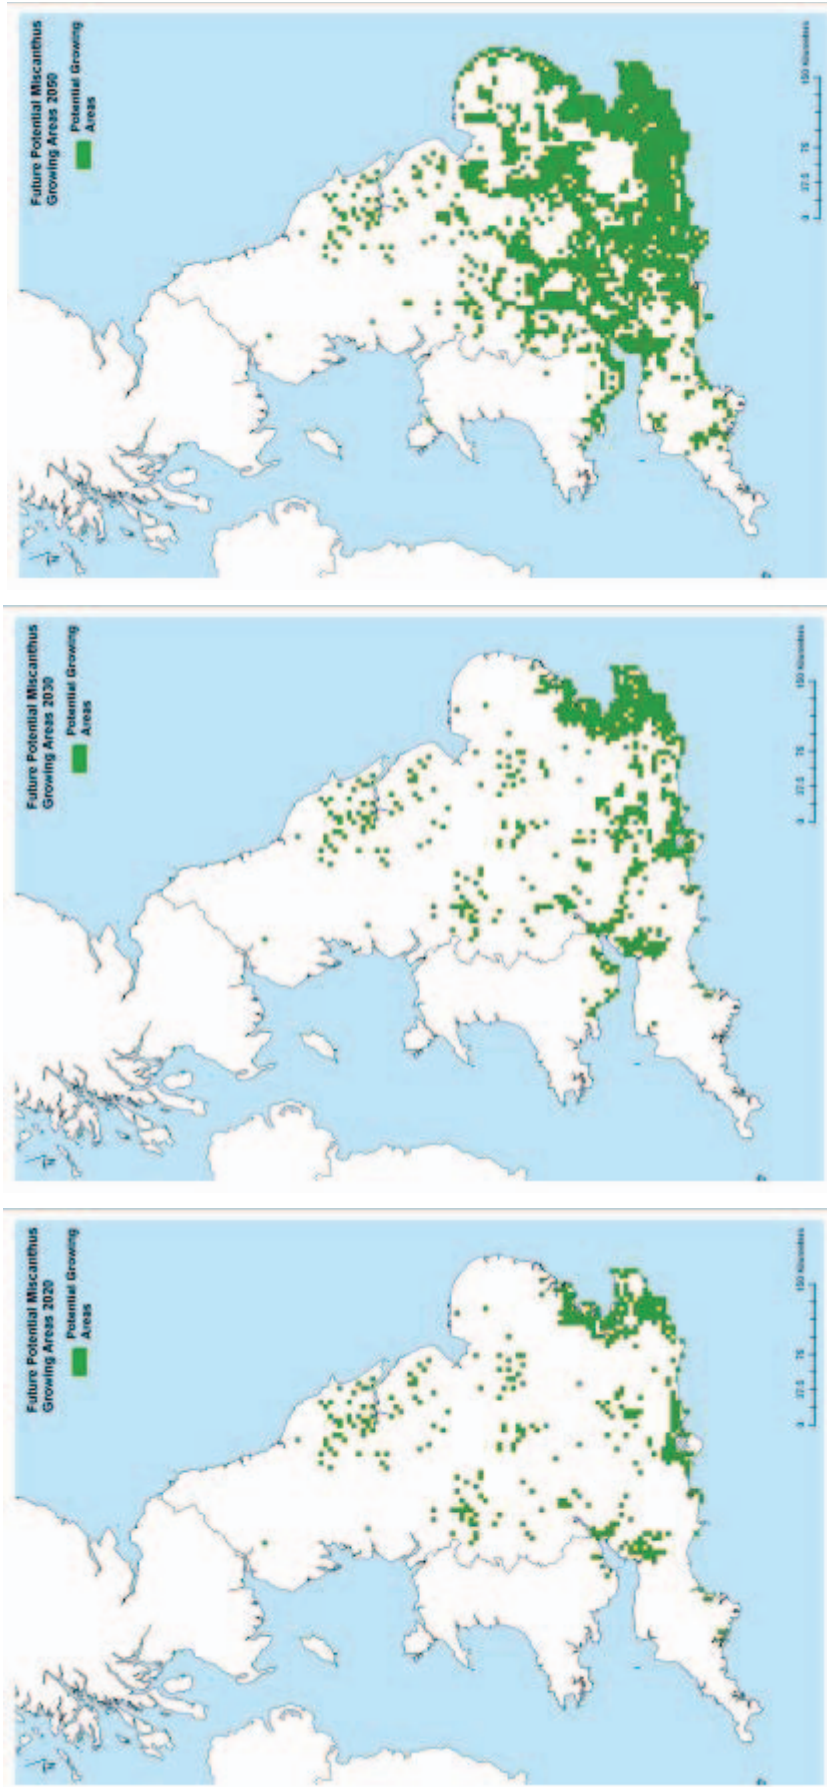 Future Potential Miscanthus
Growing Areas 2050
Potential Growing
Areas
0 37.5 75 150 Kilometres
Future Potential Miscanthus
Growing Areas 2030
Potential Growing
Areas
0 37.5 75 150 Kilometres
Future Potential Miscanthus
Growing Areas 2020
Potential Growing
Areas
0 37.5 75 150 Kilometres